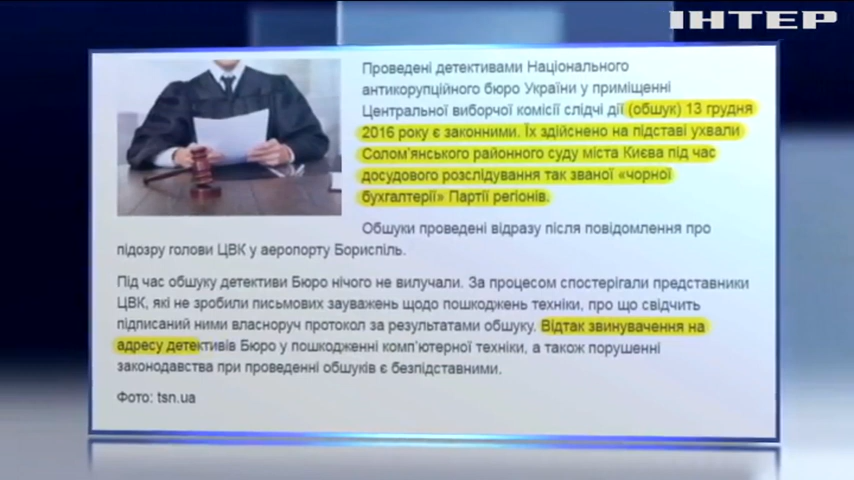 ІНТЕР
Проведені детективами Національного
антикорупційного бюро України у приміщенні
Центральної виборчої комісії слідчі дії (обшук) 13 грудня
2016 року є законними. Їх здійснено на підставі ухвали
Солом'янського районного суду міста Києва під час
досудового розслідування так званої «чорної
бухгалтерії» Партії регіонів.
Обшуки проведені відразу після повідомлення про
підозру голови ЦВК у аеропорту Бориспіль.
Під час обшуку детективи Бюро нічого не вилучали. За процесом спостерігали представники
ЦВК, які не зробили письмових зауважень щодо пошкоджень техніки, про що свідчить
підписаний ними власноруч протокол за результатами обшуку. Відтак звинувачення на
адресу детективів Бюро у пошкодженні комп'ютерної техніки, а також порушенні
законодавства при проведенні обшуків є безпідставними.
Фото: tsn.ua